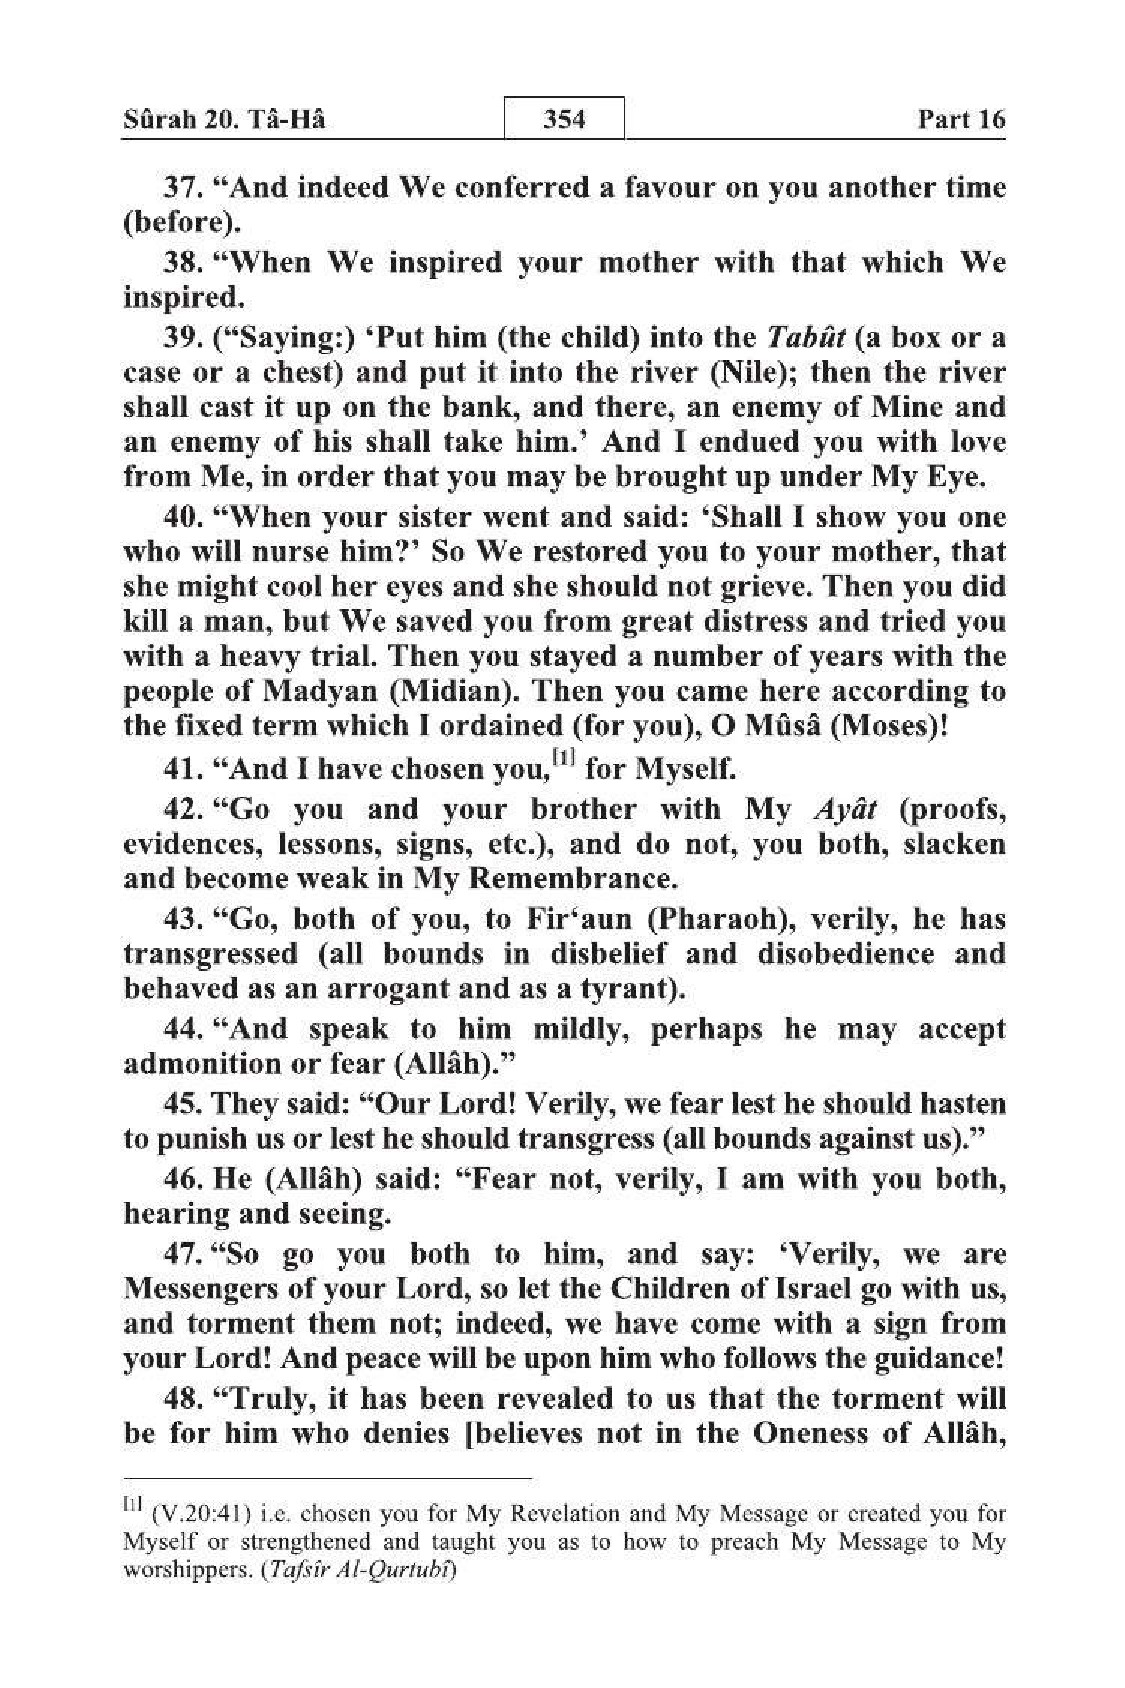 Sûrah 20. Tâ-Hâ 354 Part 16
37. “And indeed We conferred a favour on you another time
(before).
38. “When We inspired your mother with that which We
inspired.
39. (“Saying:) ‘Put him (the child) into the Tabût (a box or a
case or a chest) and put it into the river (Nile); then the river
shall cast it up on the bank, and there, an enemy of Mine and
an enemy of his shall take him.’ And I endued you with love
from Me, in order that you may be brought up under My Eye.
40. “When your sister went and said: ‘Shall I show you one
who will nurse him?’ So We restored you to your mother, that
she might cool her eyes and she should not grieve. Then you did
kill a man, but We saved you from great distress and tried you
with a heavy trial. Then you stayed a number of years with the
people of Madyan (Midian). Then you came here according to
the fixed term which I ordained (for you), O Mûsâ (Moses)!
41. “And I have chosen you,[1] for Myself.
42. “Go you and your brother with My Ayât (proofs,
evidences, lessons, signs, etc.), and do not, you both, slacken
and become weak in My Remembrance.
43. “Go, both of you, to Fir‘aun (Pharaoh), verily, he has
transgressed (all bounds in disbelief and disobedience and
behaved as an arrogant and as a tyrant).
44. “And speak to him mildly, perhaps he may accept
admonition or fear (Allâh).”
45. They said: “Our Lord! Verily, we fear lest he should hasten
to punish us or lest he should transgress (all bounds against us).”
46. He (Allâh) said: “Fear not, verily, I am with you both,
hearing and seeing.
47. “So go you both to him, and say: ‘Verily, we are
Messengers of your Lord, so let the Children of Israel go with us,
and torment them not; indeed, we have come with a sign from
your Lord! And peace will be upon him who follows the guidance!
48. “Truly, it has been revealed to us that the torment will
be for him who denies [believes not in the Oneness of Allâh,
[1] (V.20:41) i.e. chosen you for My Revelation and My Message or created you for
Myself or strengthened and taught you as to how to preach My Message to My
worshippers. (Tafsîr Al-Qurtubî)